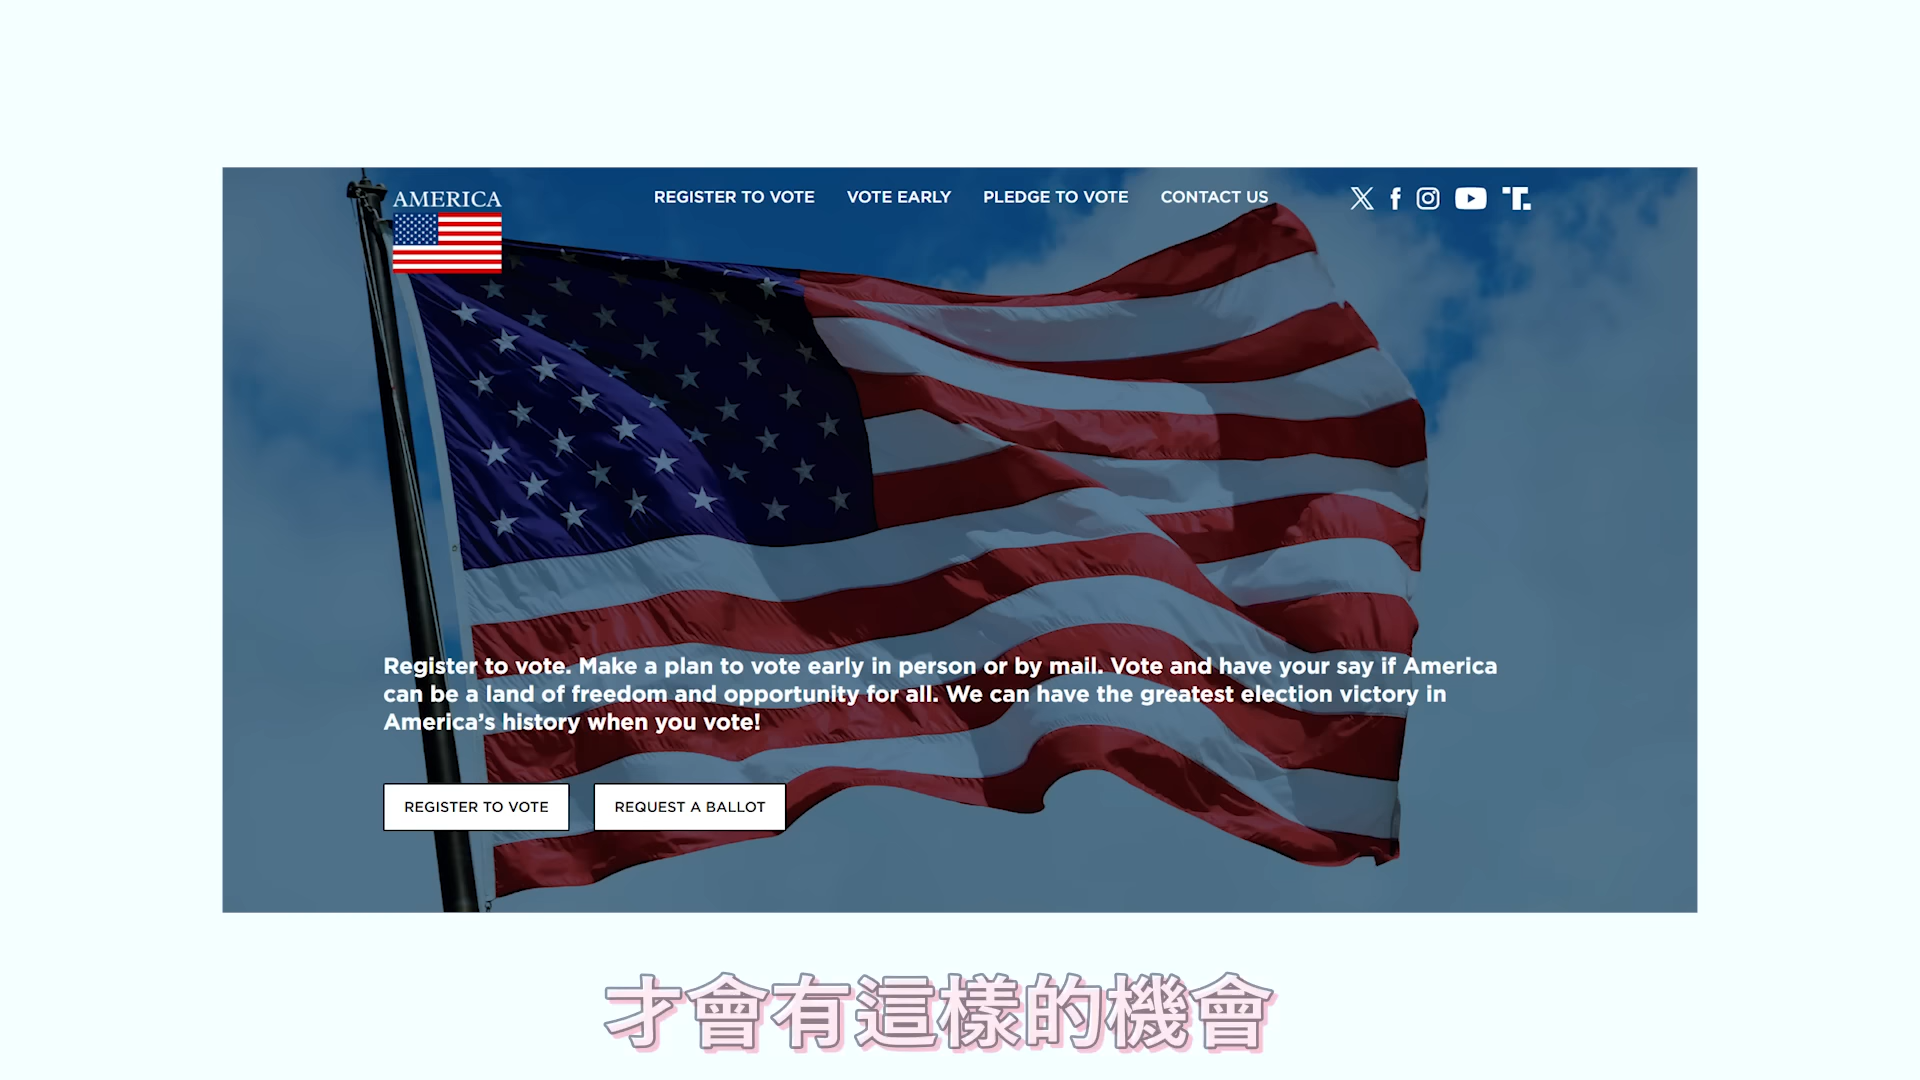 AMERICA
REGISTER TO VOTE
VOTE EARLY
PLEDGE TO VOTE
CONTACT US
Register to vote. Make a plan to vote early in person or by mail. Vote and have your say if America
can be a land of freedom and opportunity for all. We can have the greatest election victory in
America’s history when you vote!
REGISTER TO VOTE
REQUEST A BALLOT
才會有這樣的機會